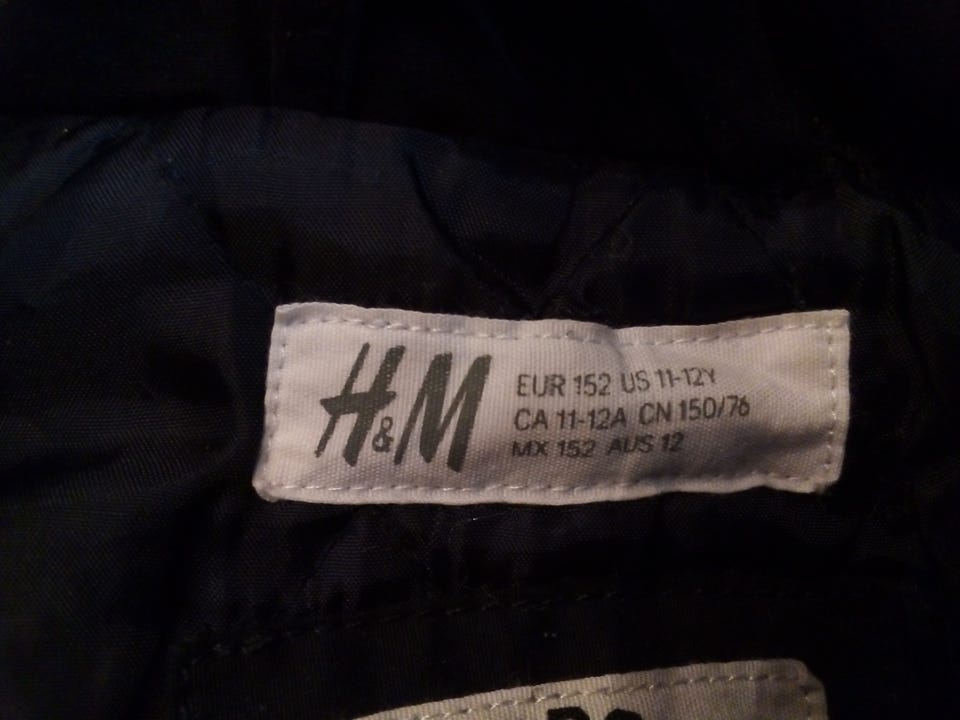 H&M
EUR 152 US 11-12Y
CA 11-12A CN 150/76
MX 152 AUS 12